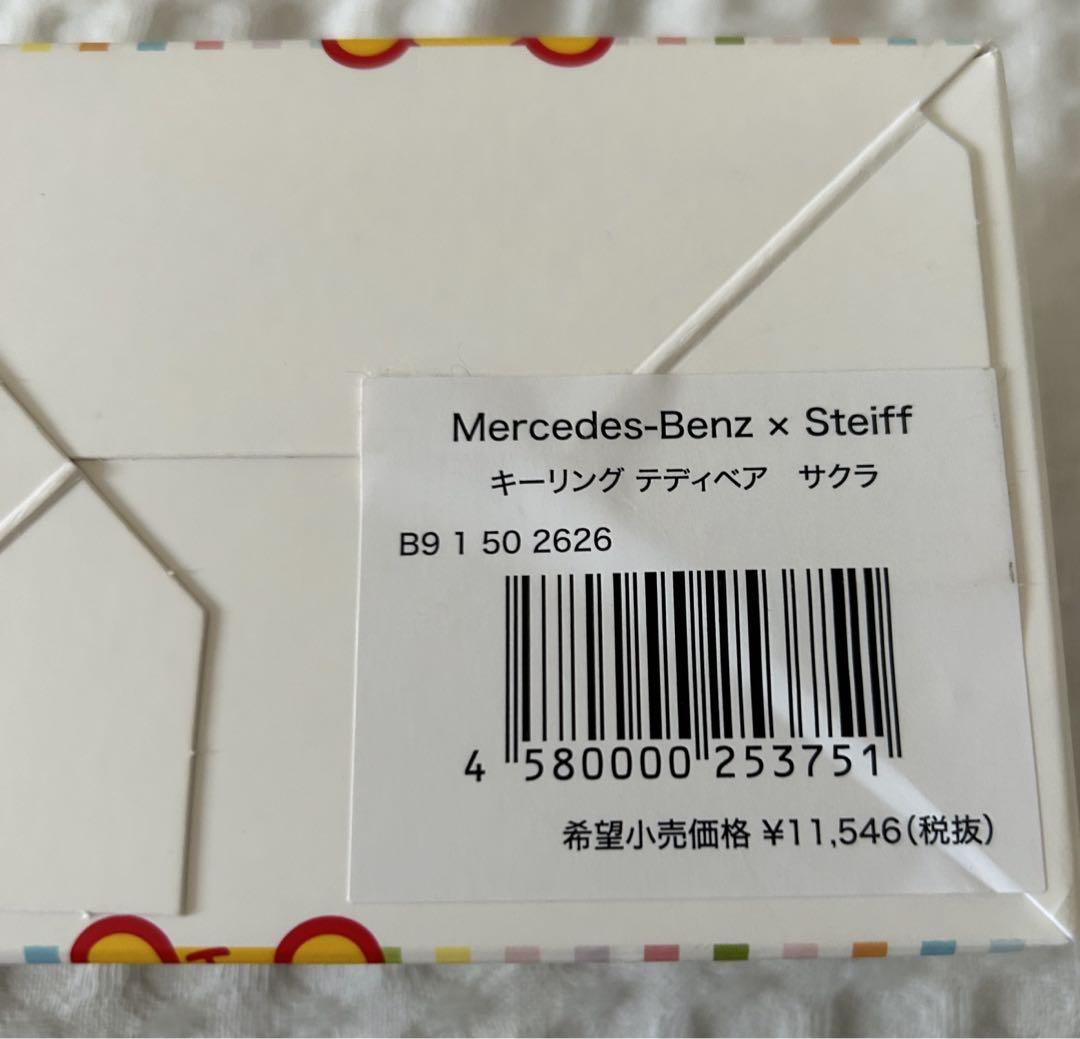 Mercedes-Benz × Steiff
キーリング テディベア　サクラ
B9 1 50 2626
4 580000 253751
希望小売価格 ¥11,546(税抜)